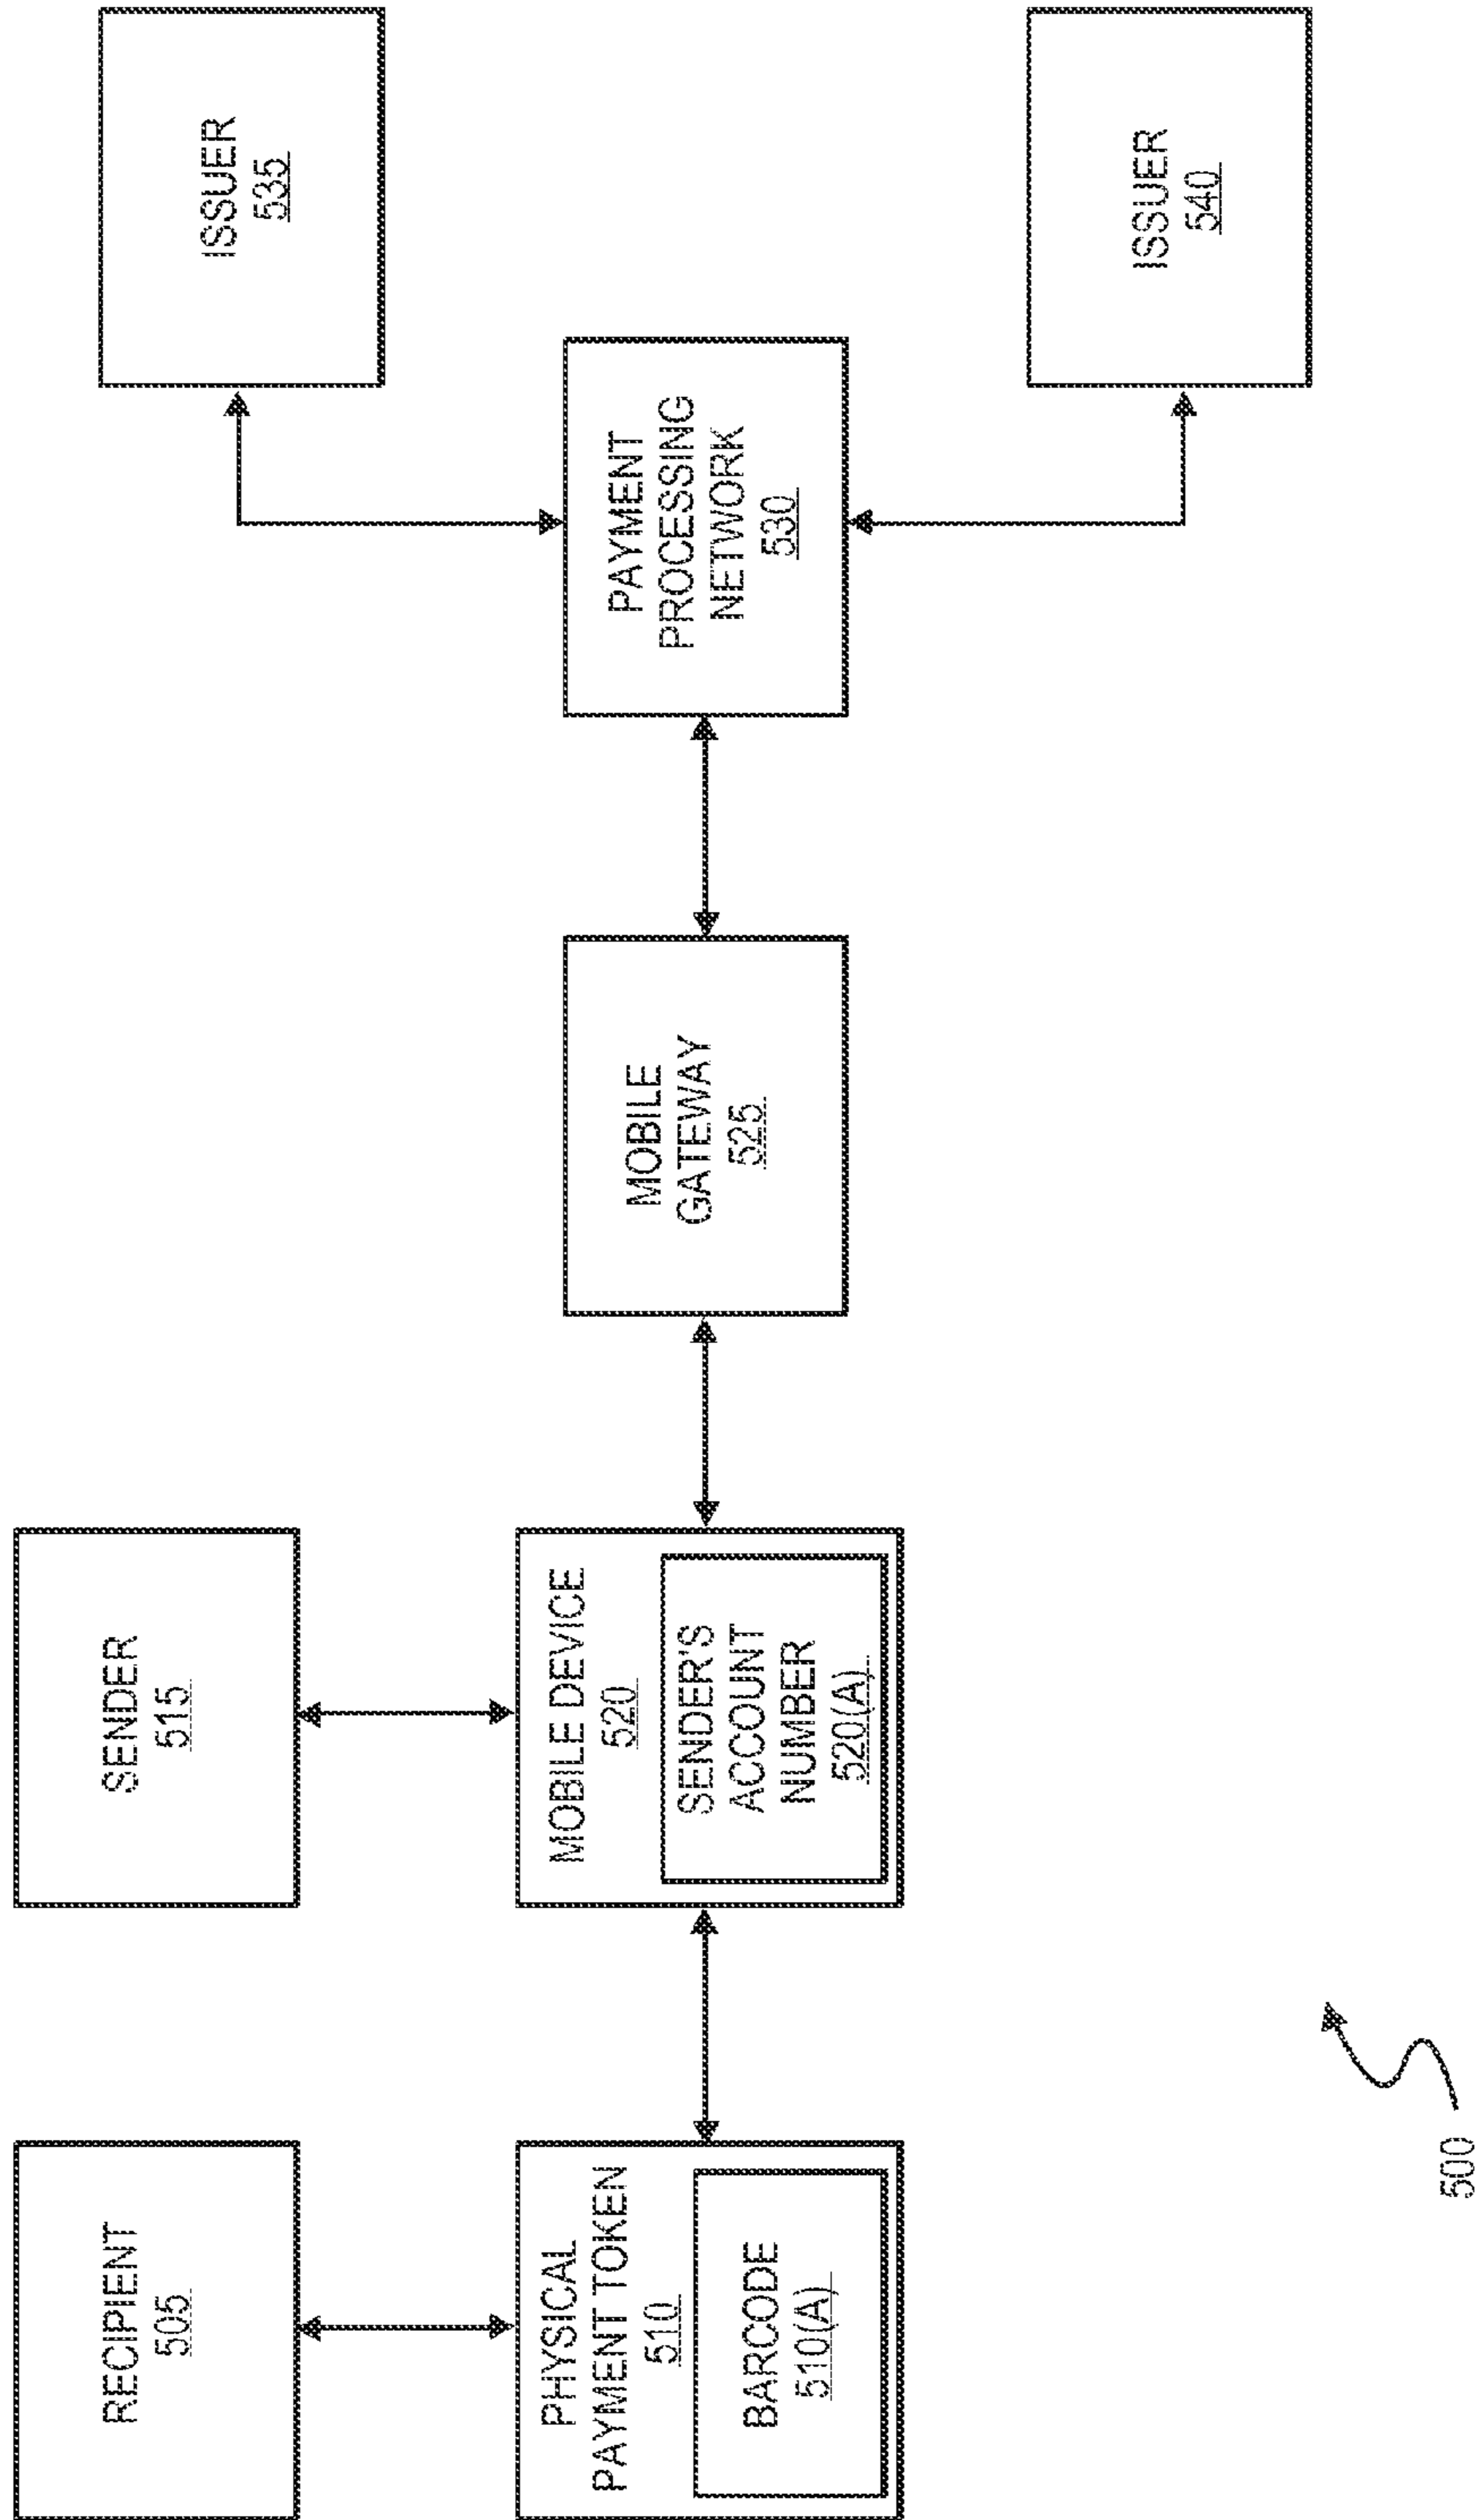 RECIPIENT
505
PHYSICAL
PAYMENT TOKEN
510
BARCODE
510(A)
SENDER
515
MOBILE DEVICE
520
SENDER'S
ACCOUNT
NUMBER
520(A)
MOBILE
GATEWAY
525
PAYMENT
PROCESSING
NETWORK
530
ISSUER
535
ISSUER
540
500